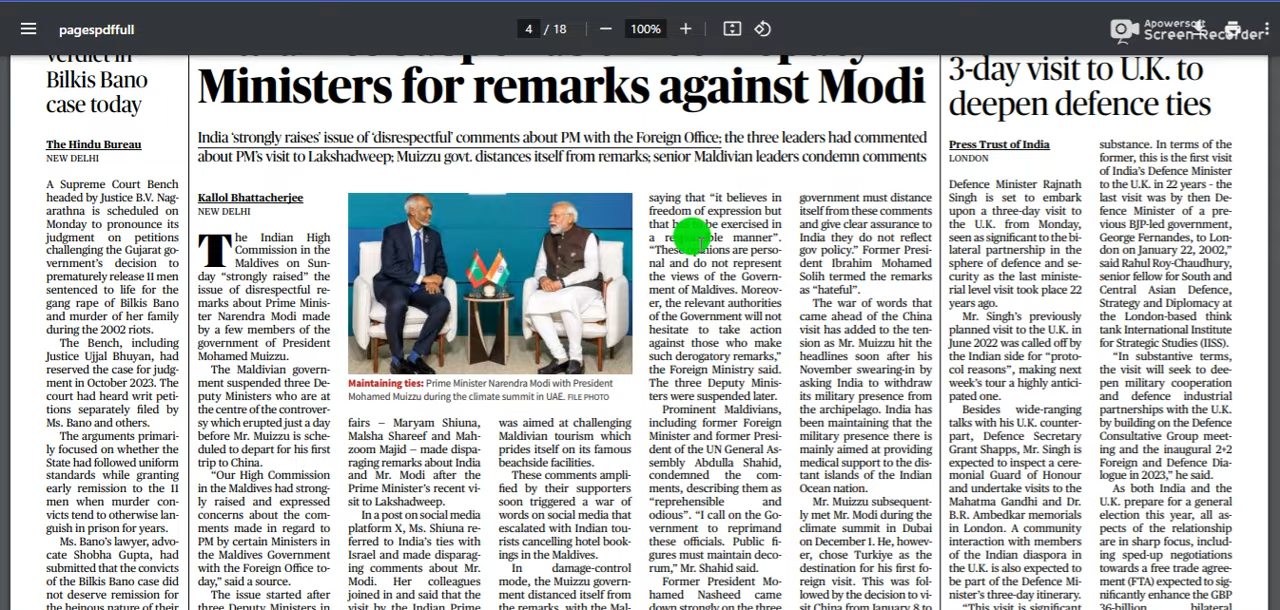 pagespdffull
4 / 18
100%
Apowersoft
Screen Recorder
verdict in
Bilkis Bano
case today
The Hindu Bureau
NEW DELHI
A Supreme Court Bench
headed by Justice B.V. Nag-
arathna is scheduled on
Monday to pronounce its
judgment on petitions
challenging the Gujarat go-
vernment's decision to
prematurely release 11 men
sentenced to life for the
gang rape of Bilkis Bano
and murder of her family
during the 2002 riots.
The Bench, including
Justice Ujjal Bhuyan, had
reserved the case for judg-
ment in October 2023. The
court had heard writ peti-
tions separately filed by
Ms. Bano and others.
The arguments primari-
ly focused on whether the
State had followed uniform
standards while granting
early remission to the 11
men when murder con-
victs tend to otherwise lan-
guish in prison for years.
Ms. Bano's lawyer, advo-
cate Shobha Gupta, had
submitted that the convicts
of the Bilkis Bano case did
not deserve remission for
the heinous nature of their
Ministers for remarks against Modi
India 'strongly raises' issue of 'disrespectful' comments about PM with the Foreign Office; the three leaders had commented
about PM's visit to Lakshadweep; Muizzu govt. distances itself from remarks; senior Maldivian leaders condemn comments
Kallol Bhattacherjee
NEW DELHI
The Indian High
Commission in the
Maldives on Sun-
day "strongly raised" the
issue of disrespectful re-
marks about Prime Minis-
ter Narendra Modi made
by a few members of the
government of President
Mohamed Muizzu.
The Maldivian govern-
ment suspended three De-
puty Ministers who are at
the centre of the controver-
sy which erupted just a day
before Mr. Muizzu is sche-
duled to depart for his first
trip to China.
"Our High Commission
in the Maldives had strong-
ly raised and expressed
concerns about the com-
ments made in regard to
PM by certain Ministers in
the Maldives Government
with the Foreign Office to-
day," said a source.
The issue started after
three Deputy Ministers in
Maintaining ties: Prime Minister Narendra Modi with President
Mohamed Muizzu during the climate summit in UAE. FILE PHOTO
fairs – Maryam Shiuna,
Malsha Shareef and Mah-
zoom Majid – made dispa-
raging remarks about India
and Mr. Modi after the
Prime Minister's recent vi-
sit to Lakshadweep.
In a post on social media
platform X, Ms. Shiuna re-
ferred to India's ties with
Israel and made disparag-
ing comments about Mr.
Modi. Her colleagues
joined in and said that the
visit by the Indian Prime
was aimed at challenging
Maldivian tourism which
prides itself on its famous
beachside facilities.
These comments ampli-
fied by their supporters
soon triggered a war of
words on social media that
escalated with Indian tou-
rists cancelling hotel book-
ings in the Maldives.
In damage-control
mode, the Muizzu govern-
ment distanced itself from
the remarks, with the Mal-
saying that "it believes in
freedom of expression but
that be exercised in
a manner".
"These are perso-
nal and do not represent
the views of the Govern-
ment of Maldives. Moreov-
er, the relevant authorities
of the Government will not
hesitate to take action
against those who make
such derogatory remarks,"
the Foreign Ministry said.
The three Deputy Minis-
ters were suspended later.
Prominent Maldivians,
including former Foreign
Minister and former Presi-
dent of the UN General As-
sembly Abdulla Shahid,
condemned the com-
ments, describing them as
"reprehensible and
odious". "I call on the Go-
vernment to reprimand
these officials. Public fi-
gures must maintain deco-
rum," Mr. Shahid said.
Former President Mo-
hamed Nasheed came
down strongly on the three
government must distance
itself from these comments
and give clear assurance to
India they do not reflect
gov policy." Former Presi-
dent Ibrahim Mohamed
Solih termed the remarks
as "hateful".
The war of words that
came ahead of the China
visit has added to the ten-
sion as Mr. Muizzu hit the
headlines soon after his
November swearing-in by
asking India to withdraw
its military presence from
the archipelago. India has
been maintaining that the
military presence there is
mainly aimed at providing
medical support to the dis-
tant islands of the Indian
Ocean nation.
Mr. Muizzu subsequent-
ly met Mr. Modi during the
climate summit in Dubai
on December 1. He, howev-
er, chose Turkiye as the
destination for his first fo-
reign visit. This was fol-
lowed by the decision to vi-
sit China from January 8 to
3-day visit to U.K. to
deepen defence ties
Press Trust of India
LONDON
Defence Minister Rajnath
Singh is set to embark
upon a three-day visit to
the U.K. from Monday,
seen as significant to the bi-
lateral partnership in the
sphere of defence and se-
curity as the last ministe-
rial level visit took place 22
years ago.
Mr. Singh's previously
planned visit to the U.K. in
June 2022 was called off by
the Indian side for "proto-
col reasons", making next
week's tour a highly antici-
pated one.
Besides wide-ranging
talks with his U.K. counter-
part, Defence Secretary
Grant Shapps, Mr. Singh is
expected to inspect a cere-
monial Guard of Honour
and undertake visits to the
Mahatma Gandhi and Dr.
B.R. Ambedkar memorials
in London. A community
interaction with members
of the Indian diaspora in
the U.K. is also expected to
be part of the Defence Mi-
nister's three-day itinerary.
"This visit is significant
substance. In terms of the
former, this is the first visit
of India's Defence Minister
to the U.K. in 22 years - the
last visit was by then De-
fence Minister of a pre-
vious BJP-led government,
George Fernandes, to Lon-
don on January 22, 2002,"
said Rahul Roy-Chaudhury,
senior fellow for South and
Central Asian Defence,
Strategy and Diplomacy at
the London-based think
tank International Institute
for Strategic Studies (IISS).
"In substantive terms,
the visit will seek to dee-
pen military cooperation
and defence industrial
partnerships with the U.K.
by building on the Defence
Consultative Group meet-
ing and the inaugural 2+2
Foreign and Defence Dia-
logue in 2023," he said.
As both India and the
U.K. prepare for a general
election this year, all as-
pects of the relationship
are in sharp focus, includ-
ing sped-up negotiations
towards a free trade agree-
ment (FTA) expected to sig-
nificantly enhance the GBP
36-billion bilateral